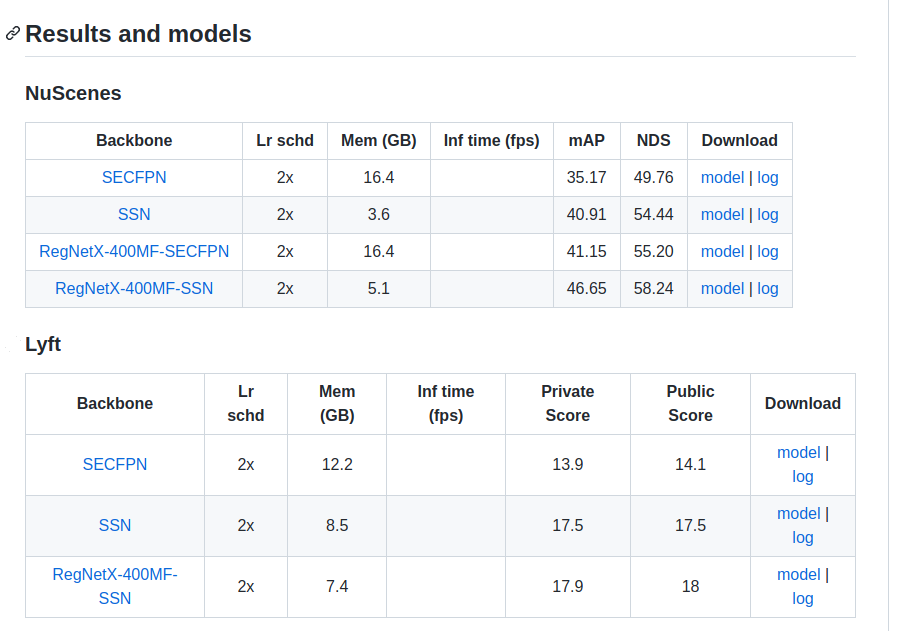 Results and models
NuScenes
Backbone Lr schd Mem (GB) Inf time (fps) mAP NDS Download
SECFPN 2x 16.4 35.17 49.76 model | log
SSN 2x 3.6 40.91 54.44 model | log
RegNetX-400MF-SECFPN 2x 16.4 41.15 55.20 model | log
RegNetX-400MF-SSN 2x 5.1 46.65 58.24 model | log
Lyft
Backbone Lr schd Mem (GB) Inf time (fps) Private Score Public Score Download
SECFPN 2x 12.2 13.9 14.1 model | log
SSN 2x 8.5 17.5 17.5 model | log
RegNetX-400MF-SSN 2x 7.4 17.9 18 model | log